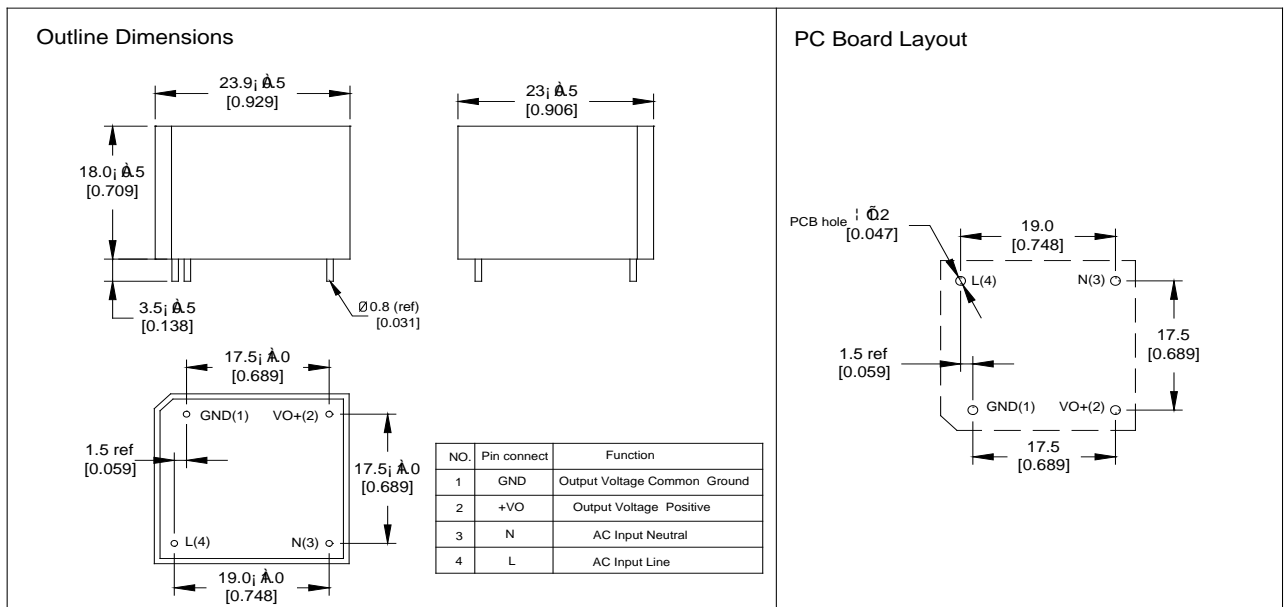 Outline Dimensions
23.9¡À0.5
[0.929]
23¡À0.5
[0.906]
18.0¡À0.5
[0.709]
3.5¡À0.5
[0.138]
Ø0.8 (ref)
[0.031]
17.5¡À1.0
[0.689]
GND(1) VO+(2)
1.5 ref
[0.059]
17.5¡À1.0
[0.689]
L(4) N(3)
19.0¡À1.0
[0.748]
NO. Pin connect Function
1 GND Output Voltage Common Ground
2 +VO Output Voltage Positive
3 N AC Input Neutral
4 L AC Input Line
PC Board Layout
PCB hole ¦Õ1.2
[0.047]
19.0
[0.748]
L(4) N(3)
17.5
[0.689]
1.5 ref
[0.059]
GND(1) VO+(2)
17.5
[0.689]